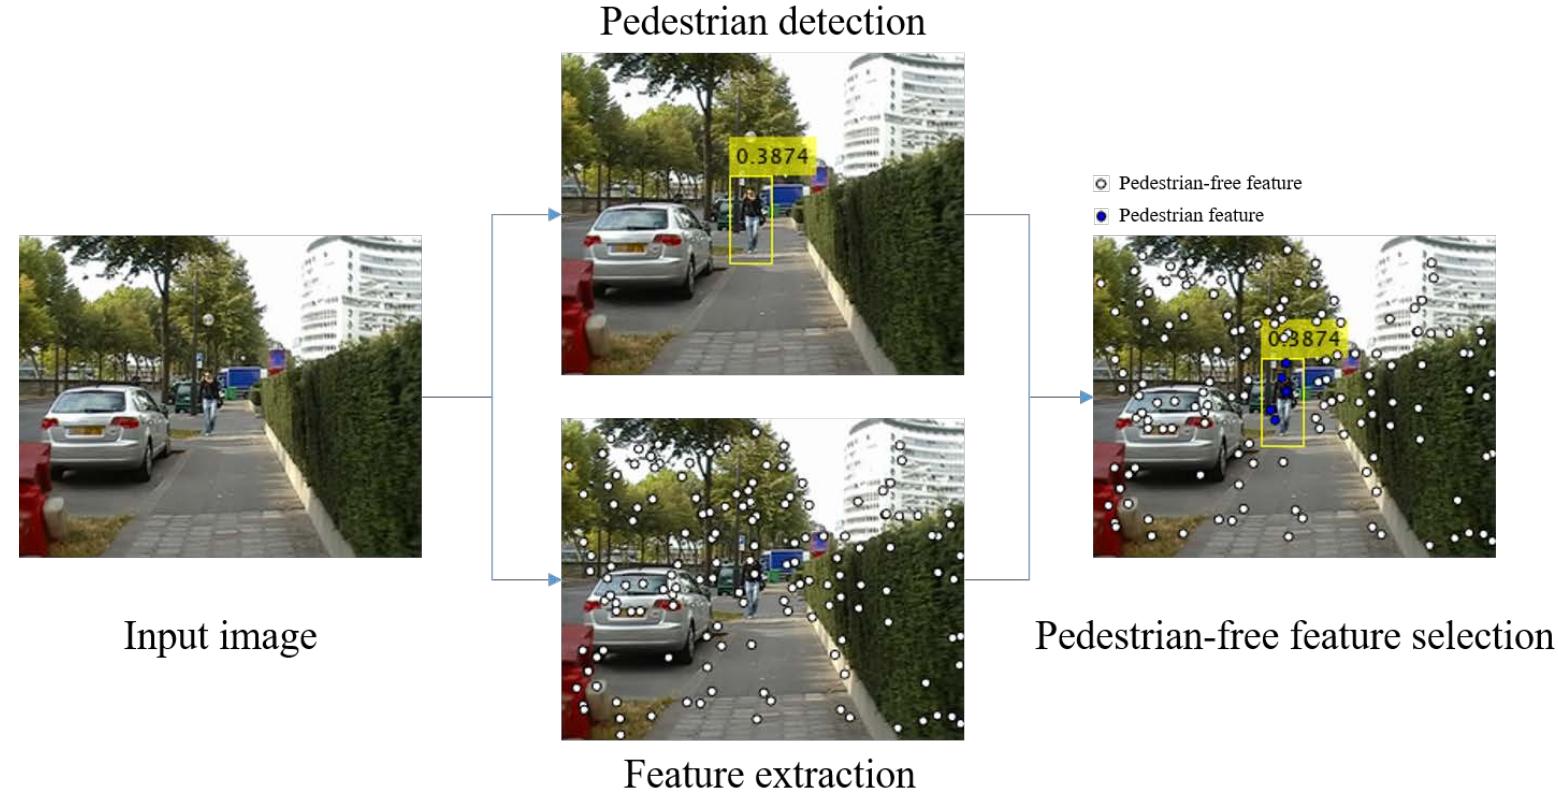 Pedestrian detection
0.3874
Pedestrian-free feature
Pedestrian feature
0.3874
Input image
Pedestrian-free feature selection
Feature extraction